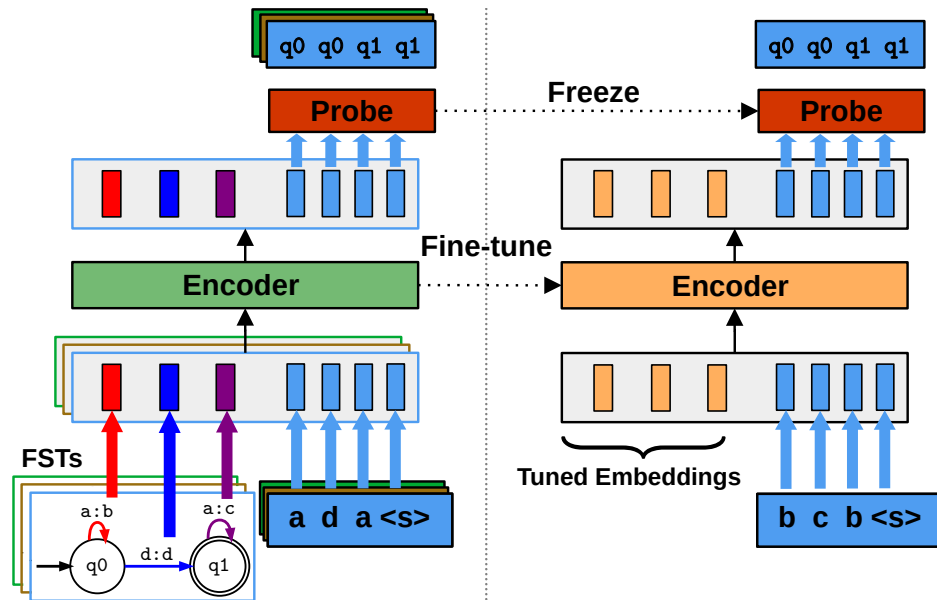 q0 q0 q1 q1
Probe
Encoder
FSTs
a:b
a:c
d:d
q0
q1
a d a <s>
Freeze
Fine-tune
q0 q0 q1 q1
Probe
Encoder
Tuned Embeddings
b c b <s>